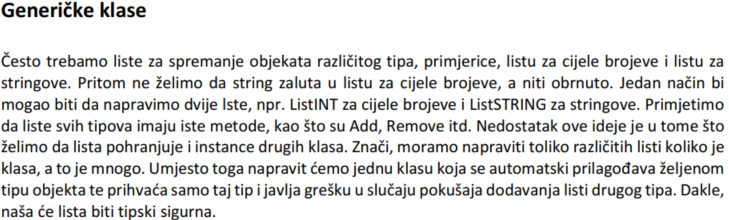 Generičke klase
Često trebamo liste za spremanje objekata različitog tipa, primjerice, listu za cijele brojeve i listu za
stringove. Pritom ne želimo da string zaluta u listu za cijele brojeve, a niti obrnuto. Jedan način bi
mogao biti da napravimo dvije lste, npr. ListINT za cijele brojeve i ListSTRING za stringove. Primjetimo
da liste svih tipova imaju iste metode, kao što su Add, Remove itd. Nedostatak ove ideje je u tome što
želimo da lista pohranjuje i instance drugih klasa. Znači, moramo napraviti toliko različitih listi koliko je
klasa, a to je mnogo. Umjesto toga napravit ćemo jednu klasu koja se automatski prilagođava željenom
tipu objekta te prihvaća samo taj tip i javlja grešku u slučaju pokušaja dodavanja listi drugog tipa. Dakle,
naša će lista biti tipski sigurna.